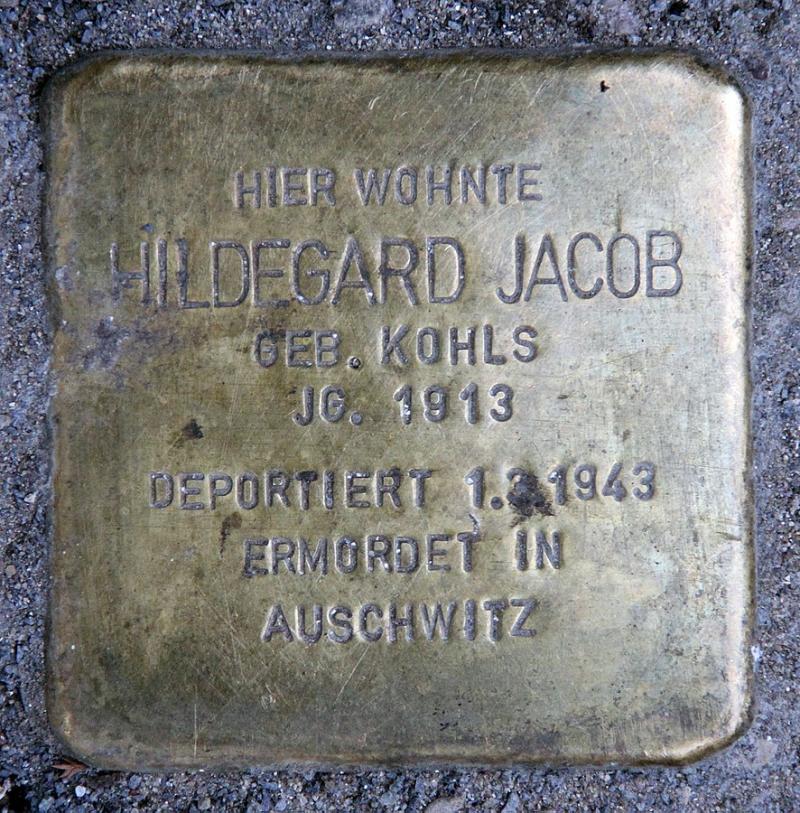 HIER WOHNTE
HILDEGARD JACOB
GEB. KOHLS
JG. 1913
DEPORTIERT 1.3.1943
ERMORDET IN
AUSCHWITZ